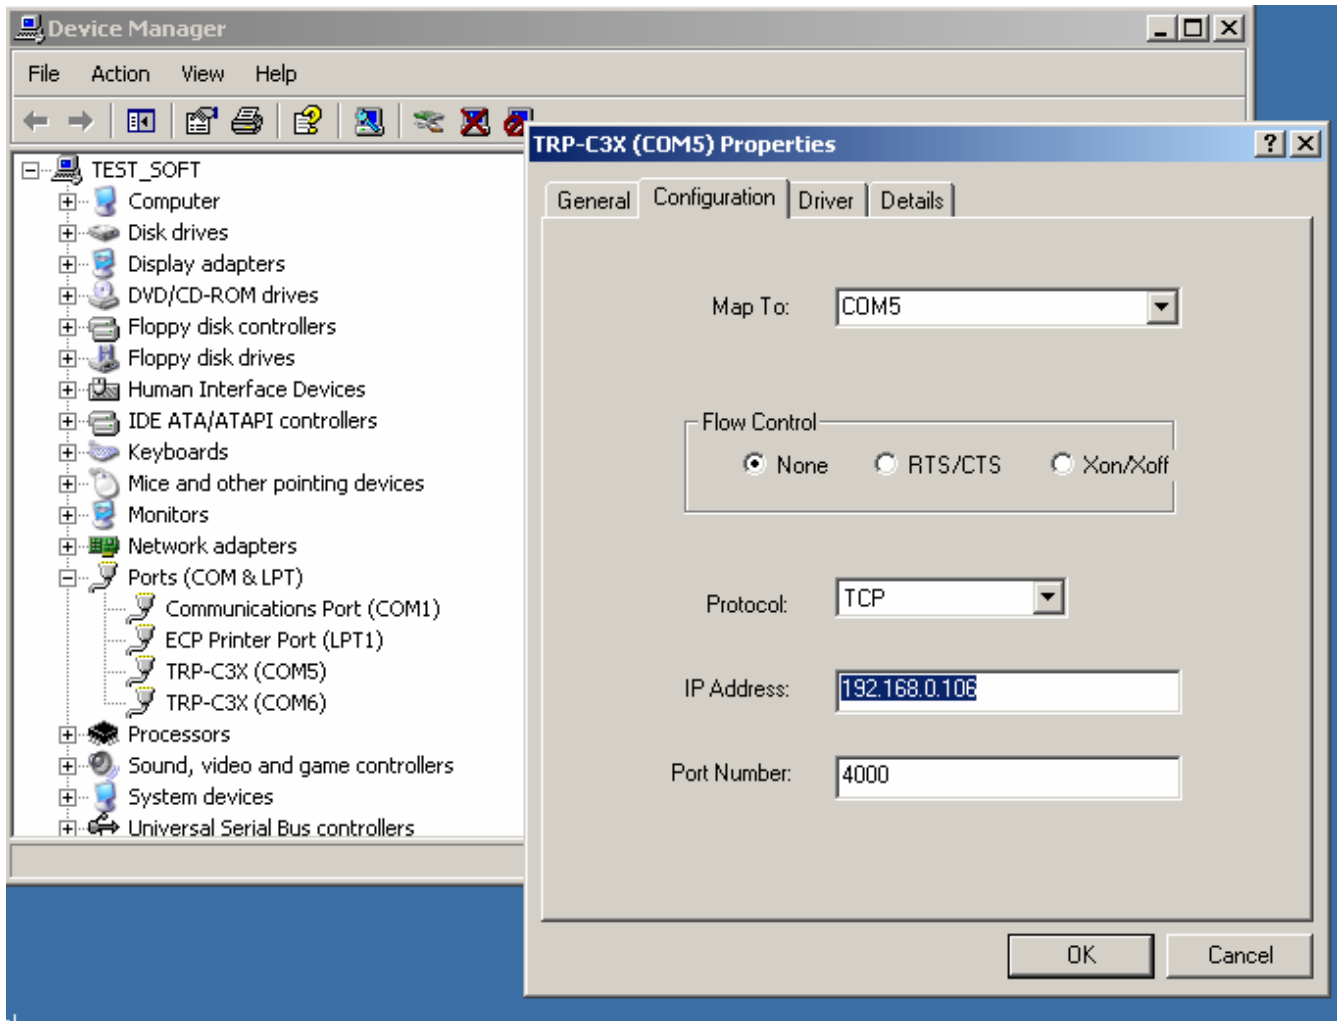 Device Manager
File Action View Help
TEST_SOFT
Computer
Disk drives
Display adapters
DVD/CD-ROM drives
Floppy disk controllers
Floppy disk drives
Human Interface Devices
IDE ATA/ATAPI controllers
Keyboards
Mice and other pointing devices
Monitors
Network adapters
Ports (COM & LPT)
Communications Port (COM1)
ECP Printer Port (LPT1)
TRP-C3X (COM5)
TRP-C3X (COM6)
Processors
Sound, video and game controllers
System devices
Universal Serial Bus controllers
TRP-C3X (COM5) Properties
General Configuration Driver Details
Map To: COM5
Flow Control
None RTS/CTS Xon/Xoff
Protocol: TCP
IP Address: 192.168.0.106
Port Number: 4000
OK Cancel